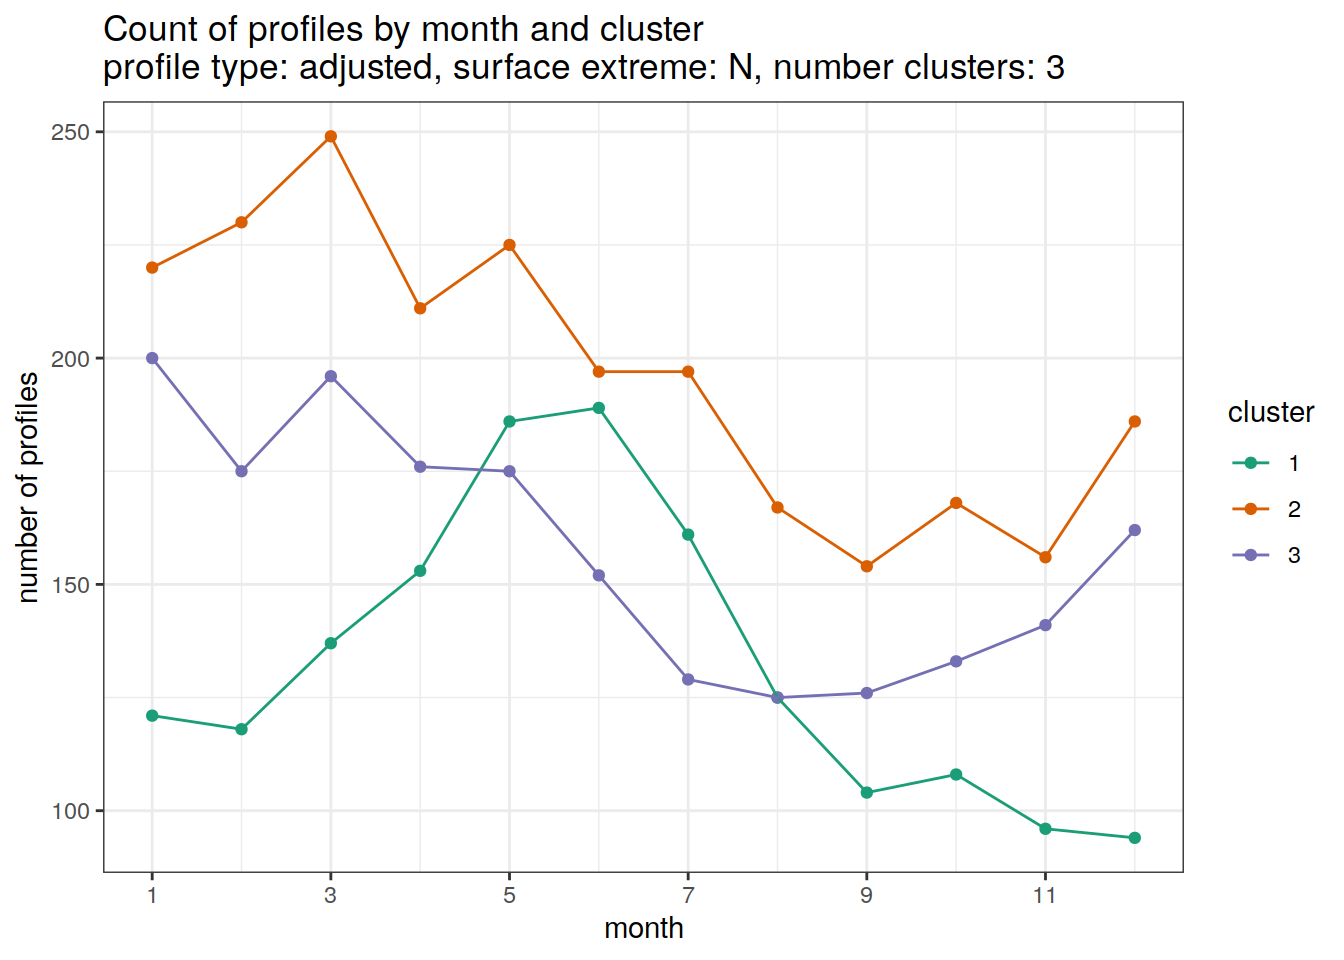 Count of profiles by month and cluster
profile type: adjusted, surface extreme: N, number clusters: 3
250
200
150
100
number of profiles
1 3 5 7 9 11
month
cluster
1
2
3